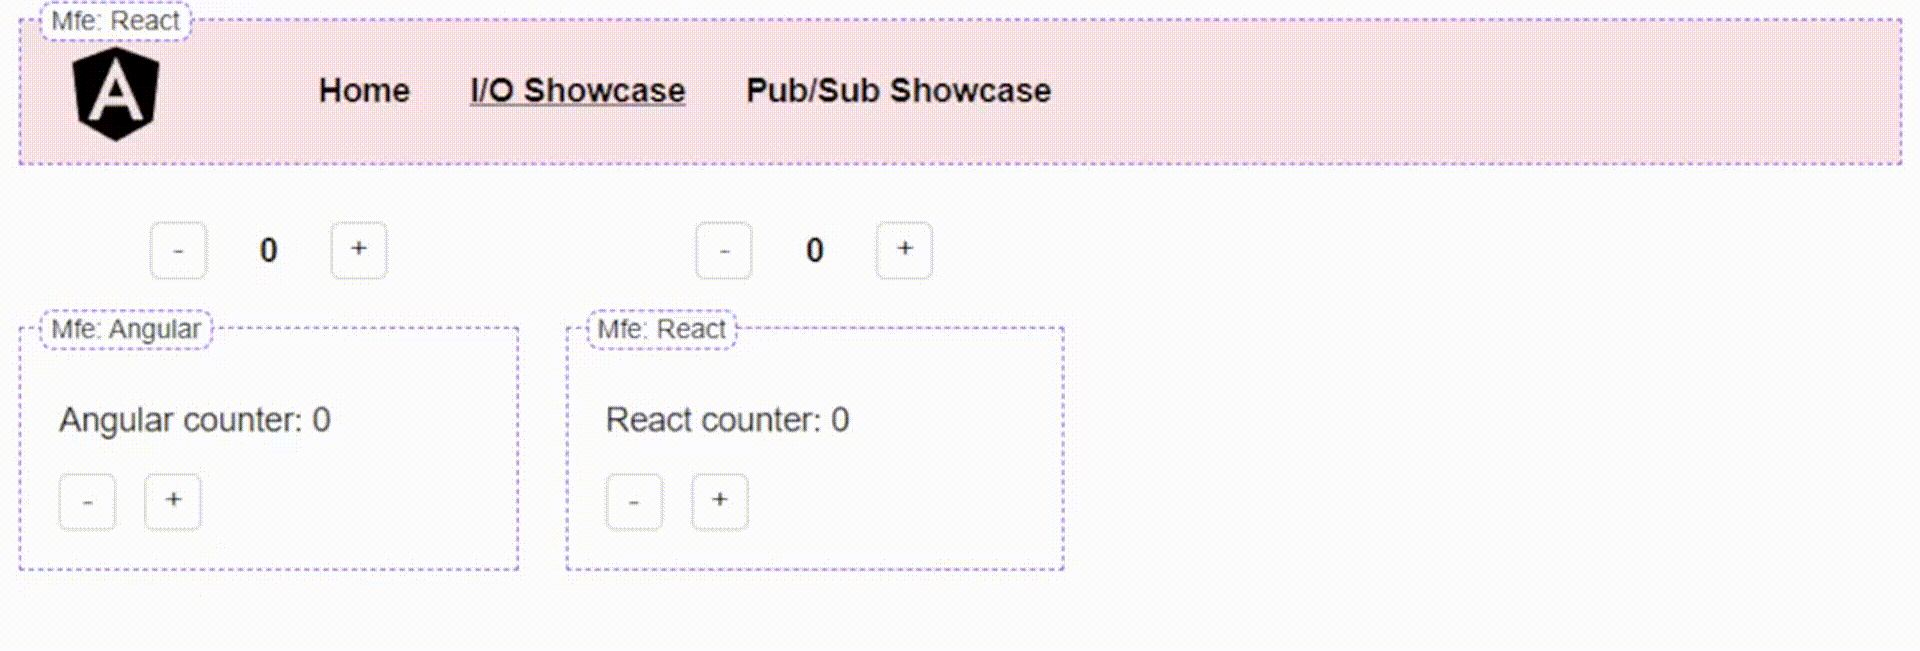 Mfe: React
A
Home I/O Showcase Pub/Sub Showcase
- 0 + - 0 +
Mfe: Angular Mfe: React
Angular counter: 0 React counter: 0
- + - +